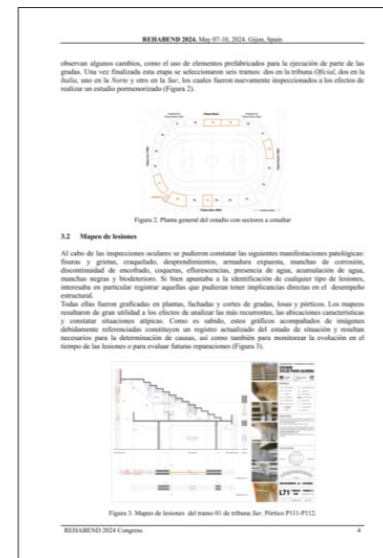 REHABEND 2024, May 07-10, 2024. Gijon, Spain
observan algunos cambios, como el uso de elementos prefabricados para la ejecución de parte de las
gradas. Una vez finalizada esta etapa se seleccionaron seis tramos: dos en la tribuna Oficial, dos en la
Italia, uno en la Norte y otro en la Sur, los cuales fueron nuevamente inspeccionados a los efectos de
realizar un estudio pormenorizado (Figura 2).
Figura 2. Planta general del estudio con sectores a estudiar
3.2 Mapeo de lesiones
Al cabo de las inspecciones oculares se pudieron constatar las siguientes manifestaciones patológicas:
fisuras y grietas, craquelado, desprendimientos, armadura expuesta, manchas de corrosión,
discontinuidad de encofrado, coqueras, eflorescencias, presencia de agua, acumulación de agua,
manchas negras y biodeterioro. Si bien apuntaba a la identificación de cualquier tipo de lesiones,
interesaba en particular registrar aquellas que pudieran tener implicancias directas en el desempeño
estructural.
Todas ellas fueron graficadas en plantas, fachadas y cortes de gradas, losas y pórticos. Los mapeos
resultaron de gran utilidad a los efectos de analizar las más recurrentes, las ubicaciones características
y constatar situaciones atípicas. Como es sabido, estos gráficos acompañados de imágenes
debidamente referenciadas constituyen un registro actualizado del estado de situación y resultan
necesarios para la determinación de causas, así como también para monitorear la evolución en el
tiempo de las lesiones o para evaluar futuras reparaciones (Figura 3).
L71
Figura 3. Mapeo de lesiones del tramo 01 de tribuna Sur. Pórtico P111-P112.
REHABEND 2024 Congress 4